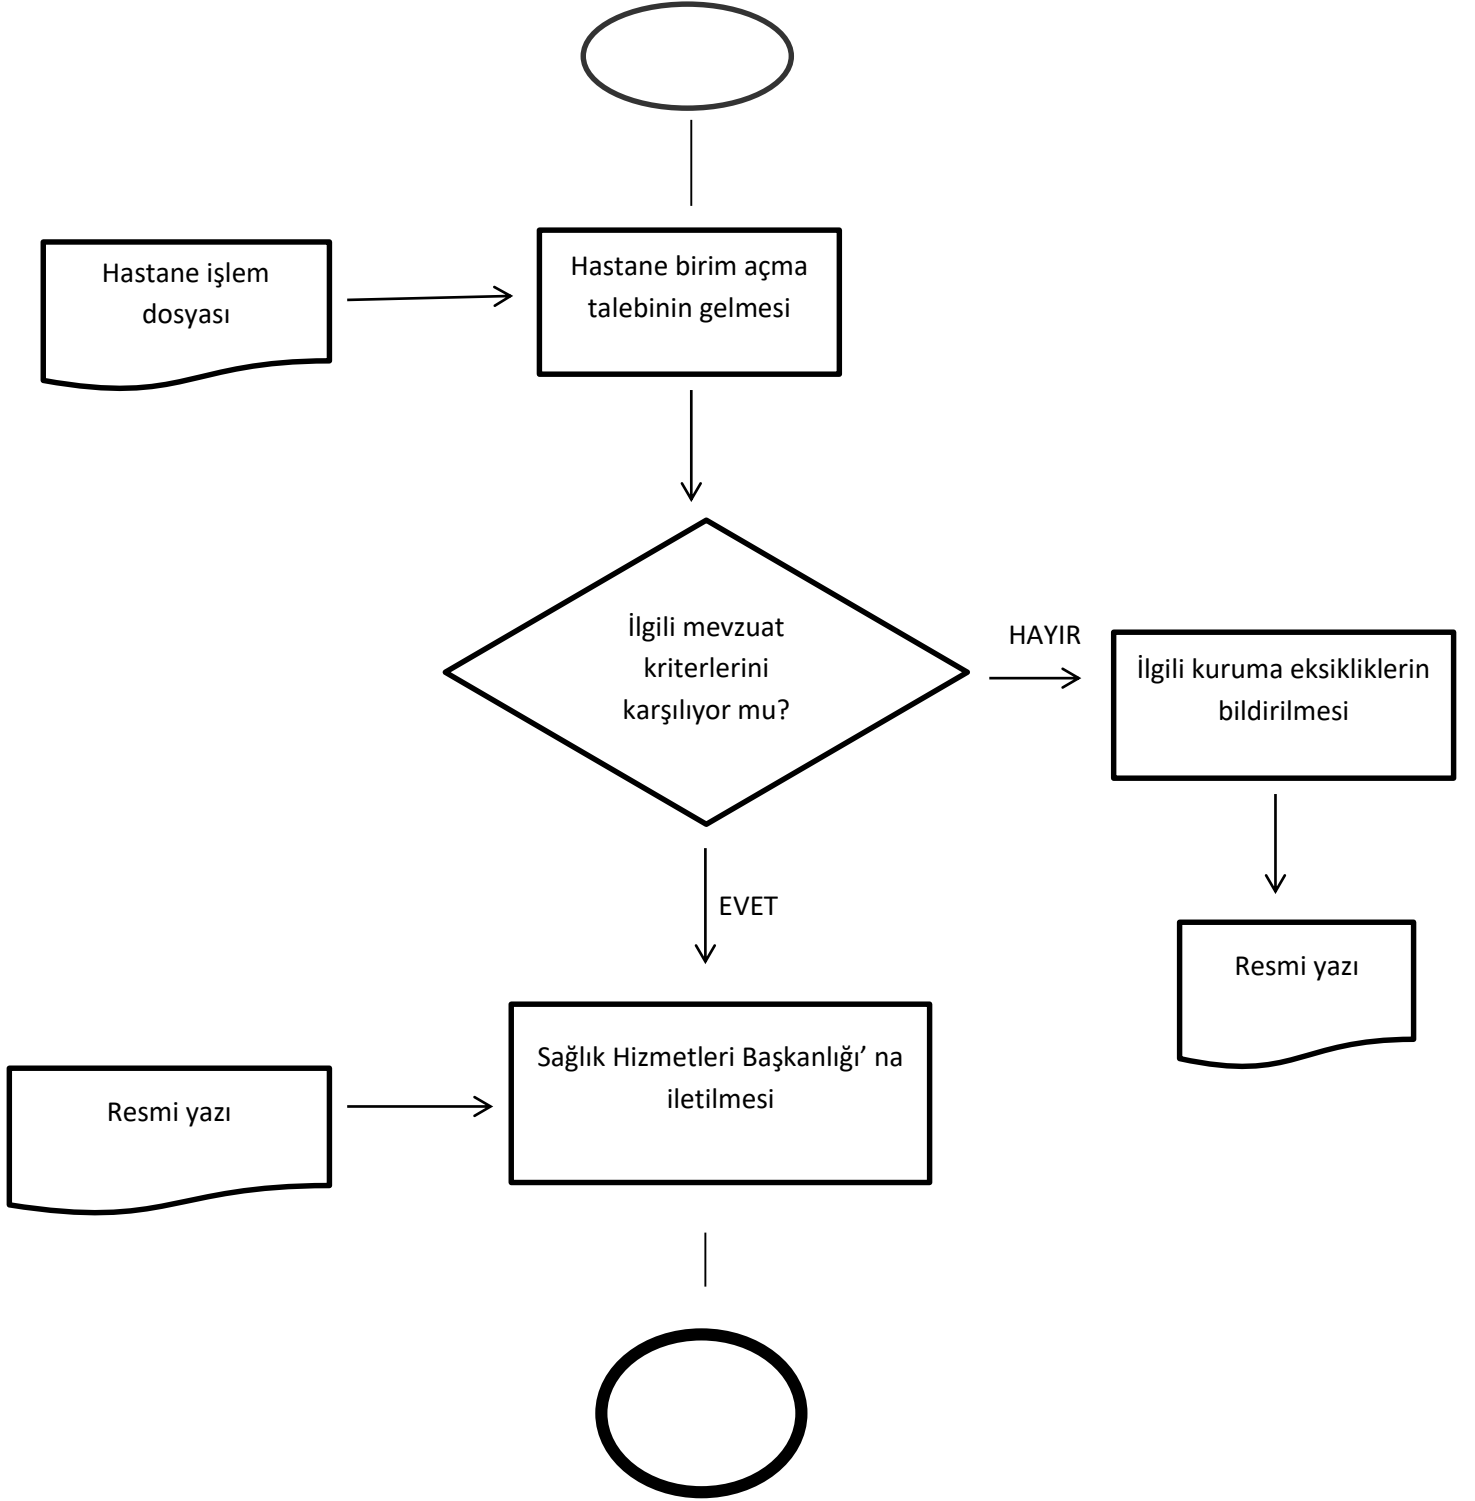 Hastane işlem
dosyası
Hastane birim açma
talebinin gelmesi
İlgili mevzuat
kriterlerini
karşılıyor mu?
HAYIR
İlgili kuruma eksikliklerin
bildirilmesi
EVET
Resmi yazı
Sağlık Hizmetleri Başkanlığı’ na
iletilmesi
Resmi yazı